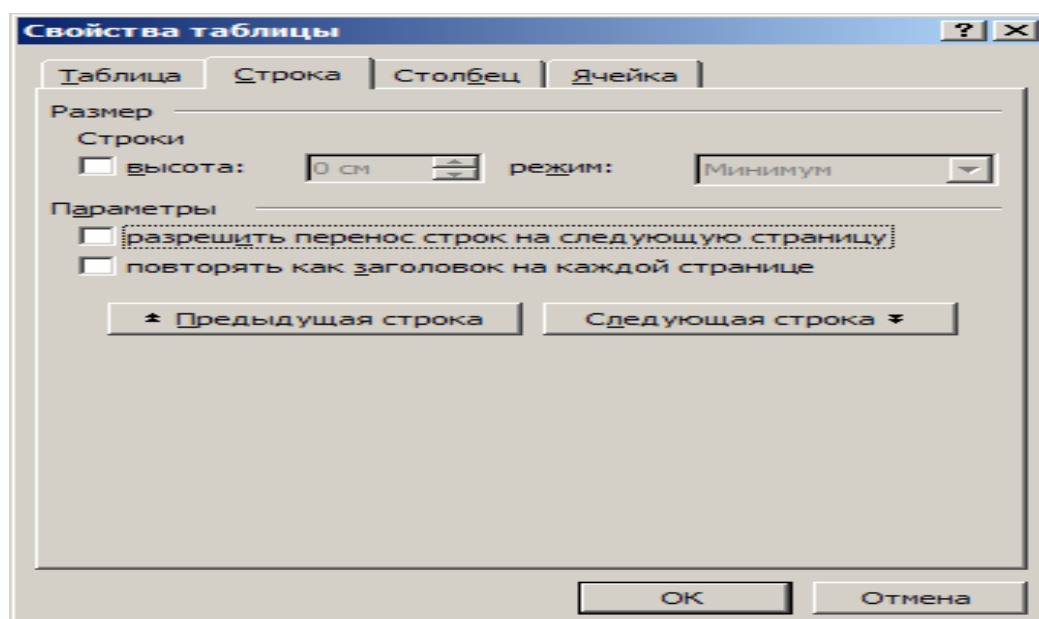 Свойства таблицы
Таблица Строка Столбец Ячейка
Размер
Строки
высота: 0 см режим: Минимум
Параметры
разрешить перенос строк на следующую страницу
повторять как заголовок на каждой странице
Предыдущая строка Следующая строка
ОК Отмена